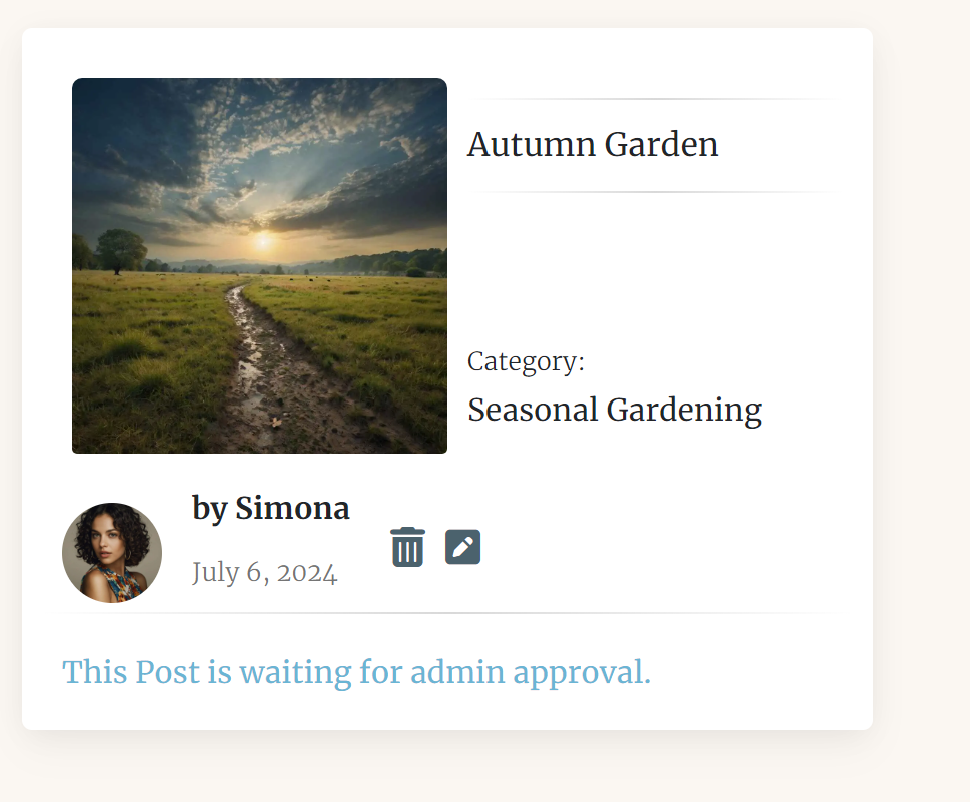 Autumn Garden
Category:
Seasonal Gardening
by Simona
July 6, 2024
This Post is waiting for admin approval.